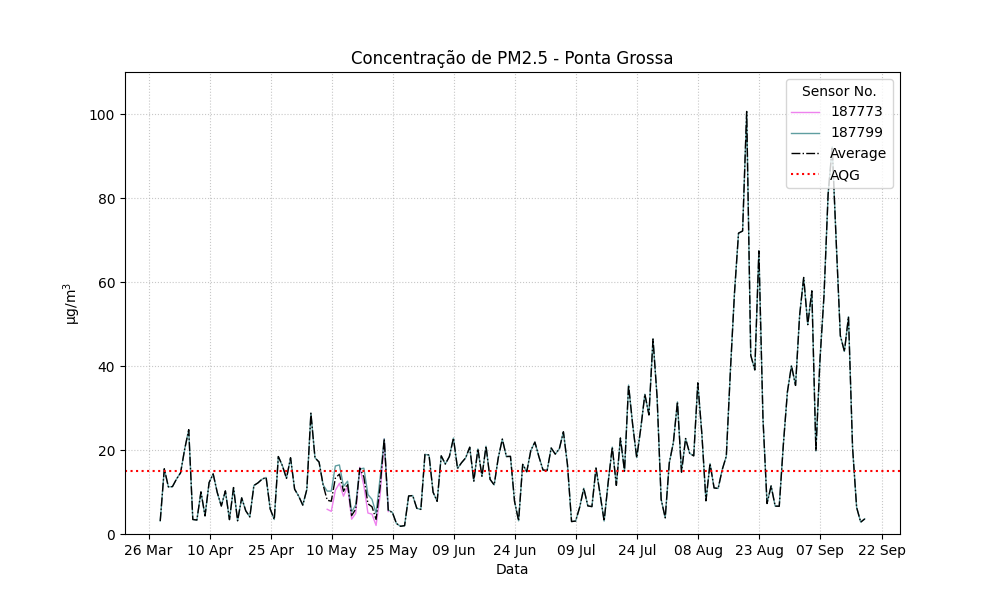 Concentração de PM2.5 - Ponta Grossa
Sensor No.
187773
187799
Average
AQG
100
80
60
40
20
0
µg/m³
26 Mar 10 Apr 25 Apr 10 May 25 May 09 Jun 24 Jun 09 Jul 24 Jul 08 Aug 23 Aug 07 Sep 22 Sep
Data